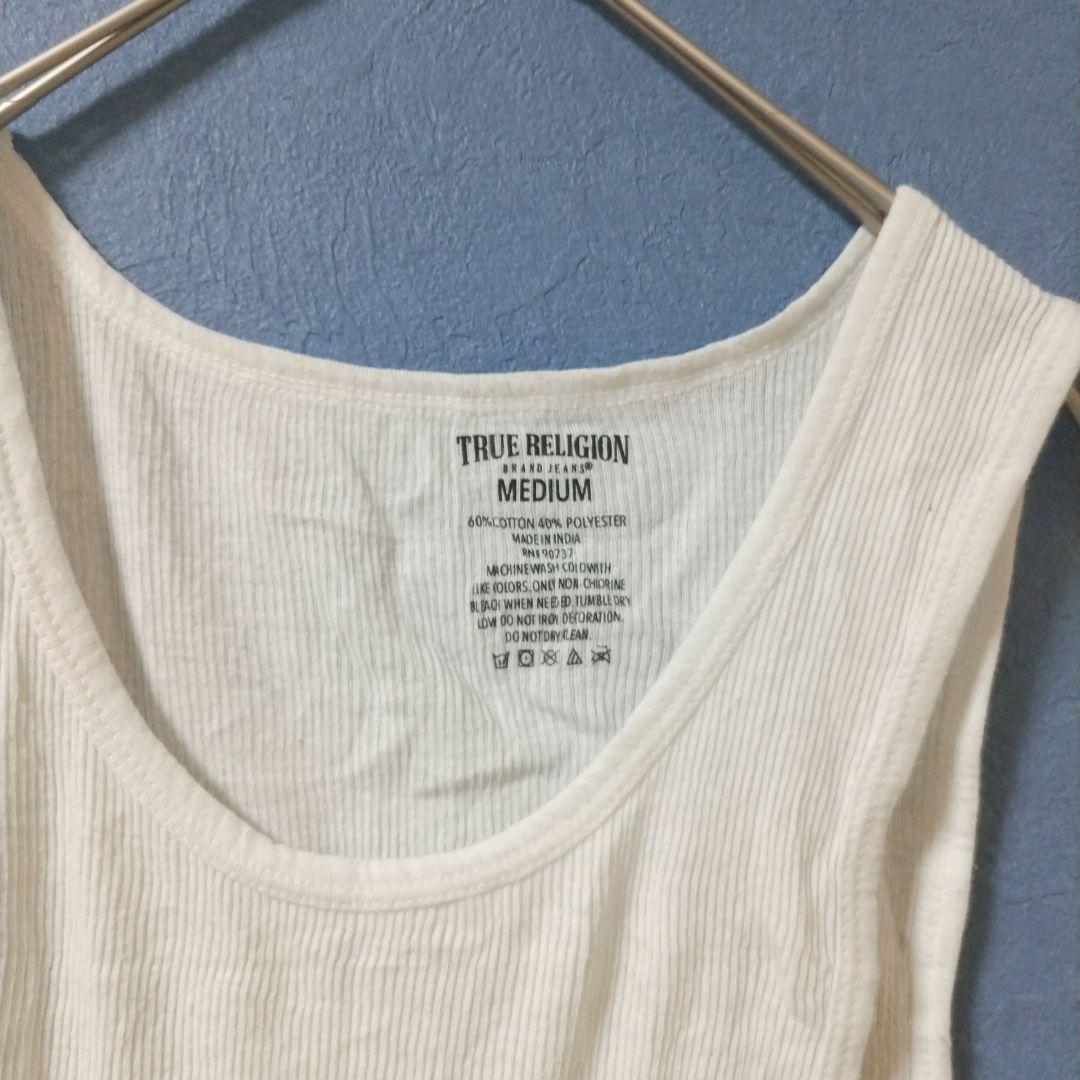 TRUE RELIGION
BRAND JEANS®
MEDIUM
60% COTTON 40% POLYESTER
MADE IN INDIA
RN# 90737
MACHINE WASH COLD WITH
LIKE COLORS. ONLY NON-CHLORINE
BLEACH WHEN NEEDED. TUMBLE DRY
LOW DO NOT IRON DECORATION.
DO NOT DRY CLEAN.